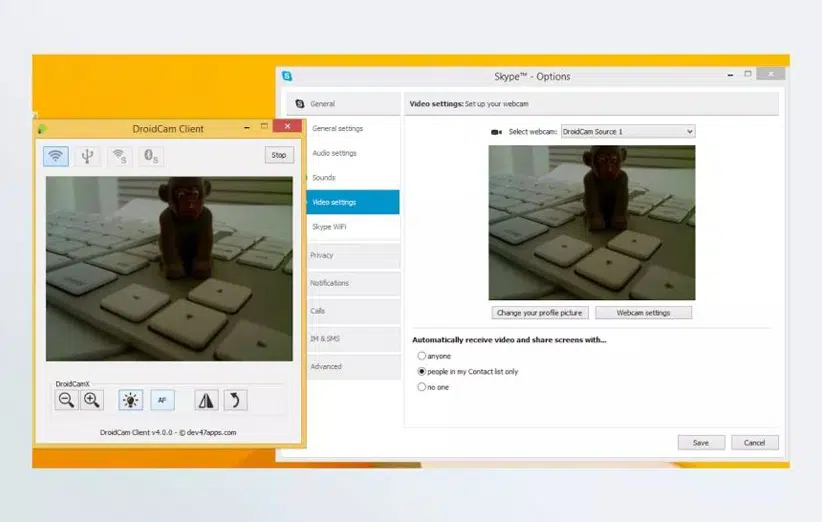 Skype™ - Options
General
General settings
Audio settings
Sounds
Video settings
Skype WiFi
Privacy
Notifications
Calls
IM & SMS
Advanced
Video settings: Set up your webcam
Select webcam: DroidCam Source 1
Change your profile picture
Webcam settings
Automatically receive video and share screens with...
anyone
people in my Contact list only
no one
Save
Cancel
DroidCam Client
S
S
Stop
DroidCamX
AF
DroidCam Client v4.0.0 - © dev47apps.com